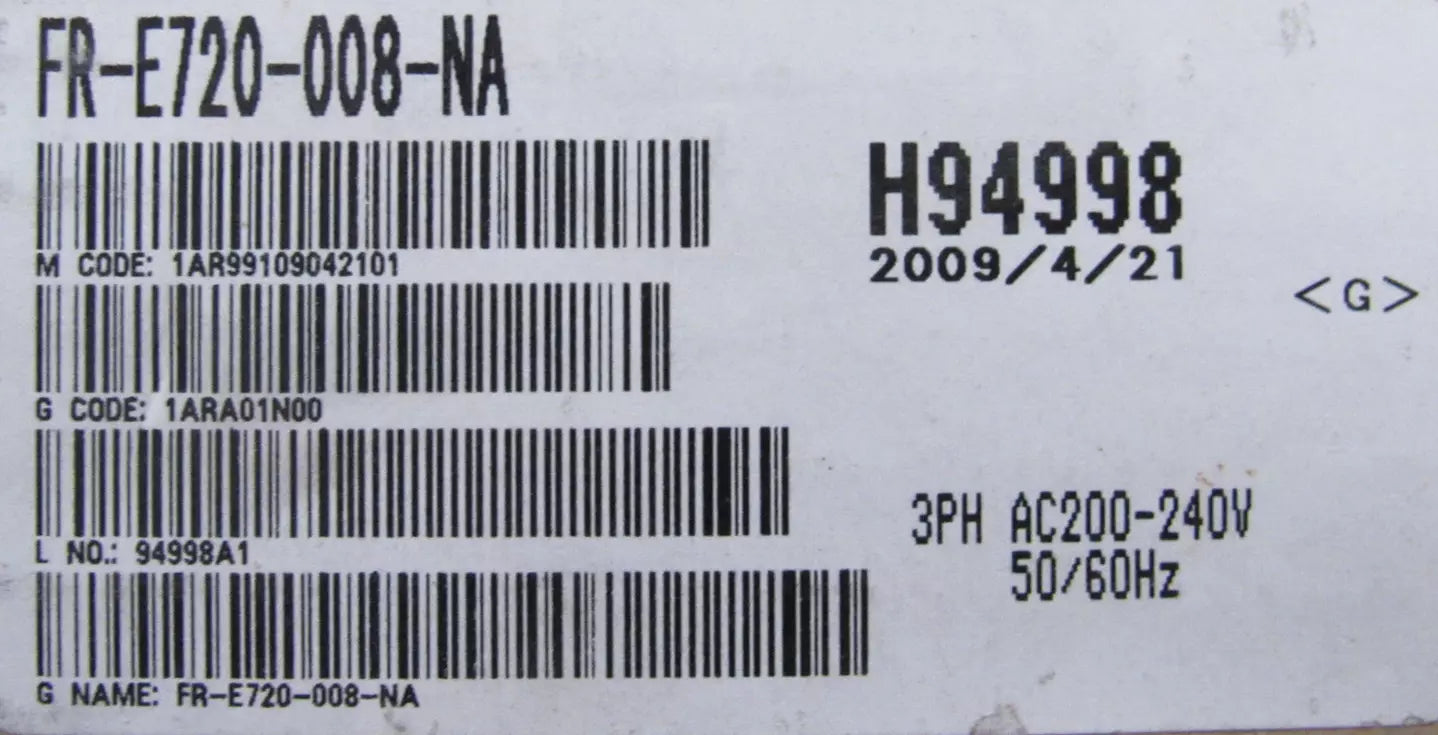 FR-E720-008-NA
H94998
M CODE: 1AR99109042101
2009/4/21
<G>
G CODE: 1ARA01N00
3PH AC200-240V
L NO.: 94998A1
50/60Hz
G NAME: FR-E720-008-NA